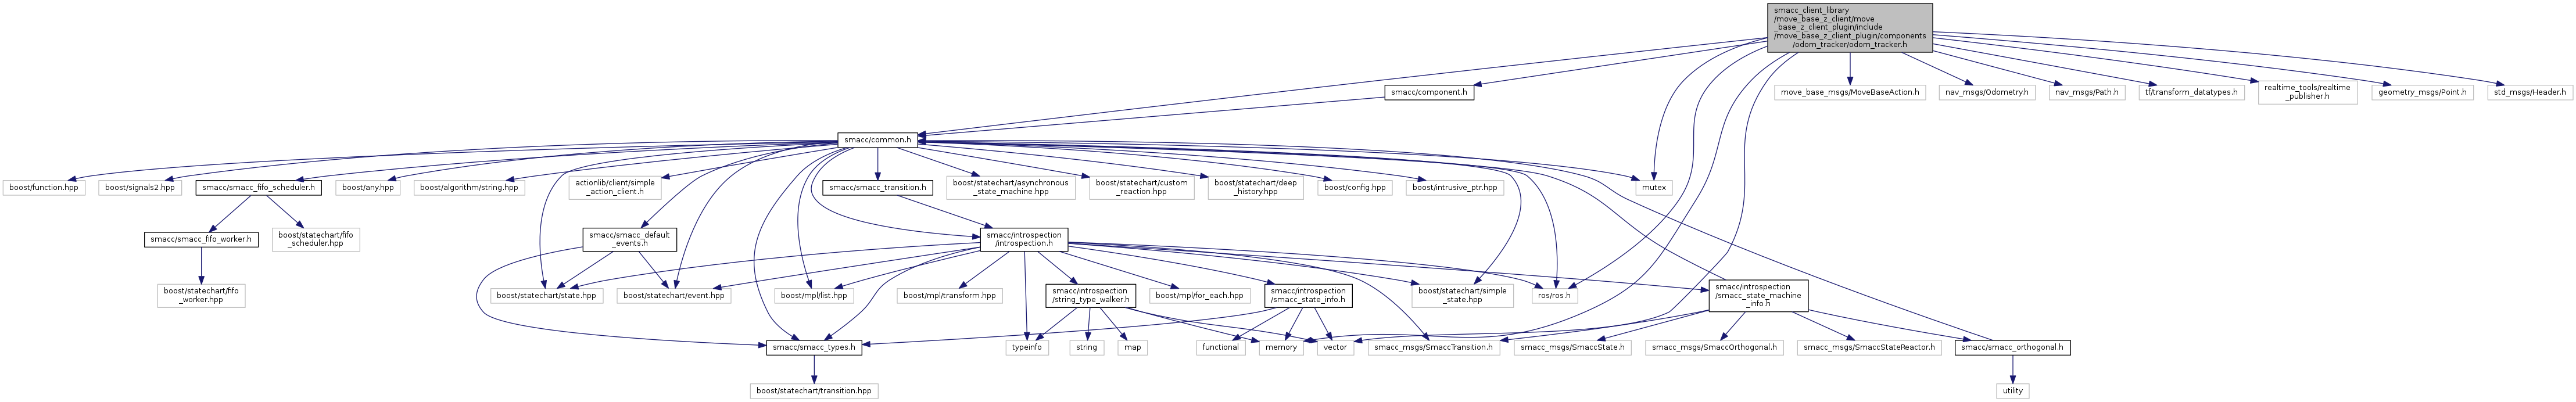 smacc_client_library
/move_base_z_client/move
_base_z_client_plugin/include
/move_base_z_client_plugin/components
/odom_tracker/odom_tracker.h
smacc/component.h
move_base_msgs/MoveBaseAction.h
nav_msgs/Odometry.h
nav_msgs/Path.h
tf/transform_datatypes.h
realtime_tools/realtime
_publisher.h
geometry_msgs/Point.h
std_msgs/Header.h
smacc/common.h
boost/function.hpp
boost/signals2.hpp
smacc/smacc_fifo_scheduler.h
boost/any.hpp
boost/algorithm/string.hpp
actionlib/client/simple
_action_client.h
smacc/smacc_transition.h
boost/statechart/asynchronous
_state_machine.hpp
boost/statechart/custom
_reaction.hpp
boost/statechart/deep
_history.hpp
boost/config.hpp
boost/intrusive_ptr.hpp
mutex
smacc/smacc_fifo_worker.h
boost/statechart/fifo
_scheduler.hpp
smacc/smacc_default
_events.h
smacc/introspection
/introspection.h
boost/statechart/fifo
_worker.hpp
boost/statechart/state.hpp
boost/statechart/event.hpp
boost/mpl/list.hpp
boost/mpl/transform.hpp
smacc/introspection
/string_type_walker.h
boost/mpl/for_each.hpp
smacc/introspection
/smacc_state_info.h
boost/statechart/simple
_state.hpp
ros/ros.h
smacc/introspection
/smacc_state_machine
_info.h
smacc/smacc_types.h
typeinfo
string
map
functional
memory
vector
smacc_msgs/SmaccTransition.h
smacc_msgs/SmaccState.h
smacc_msgs/SmaccOrthogonal.h
smacc_msgs/SmaccStateReactor.h
smacc/smacc_orthogonal.h
boost/statechart/transition.hpp
utility